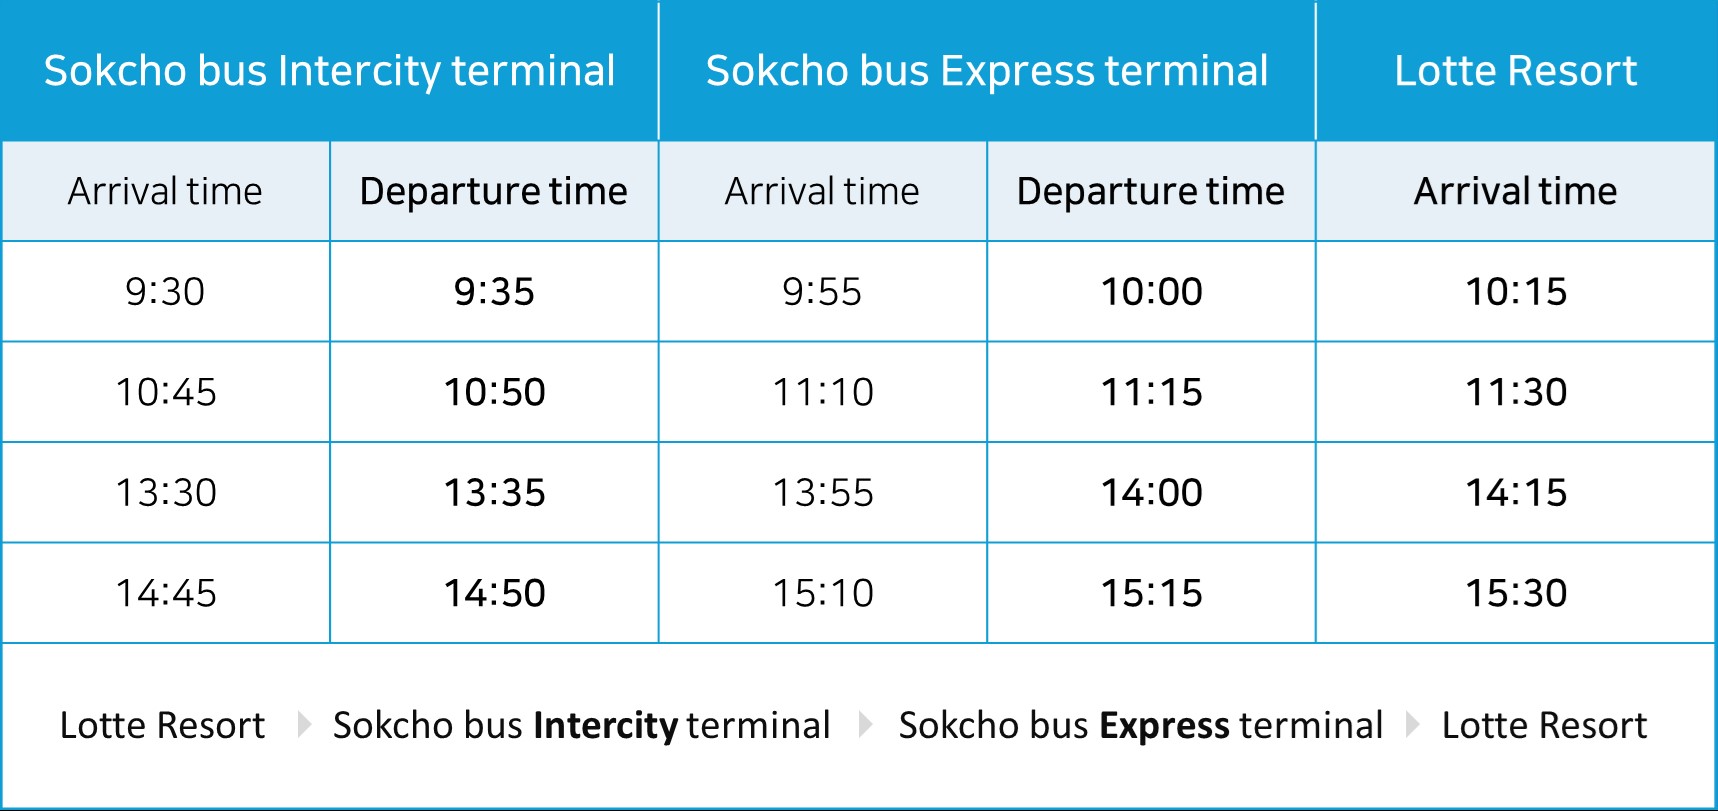 Sokcho bus Intercity terminal Sokcho bus Express terminal Lotte Resort
Arrival time Departure time Arrival time Departure time Arrival time
9:30 9:35 9:55 10:00 10:15
10:45 10:50 11:10 11:15 11:30
13:30 13:35 13:55 14:00 14:15
14:45 14:50 15:10 15:15 15:30
Lotte Resort Sokcho bus Intercity terminal Sokcho bus Express terminal Lotte Resort